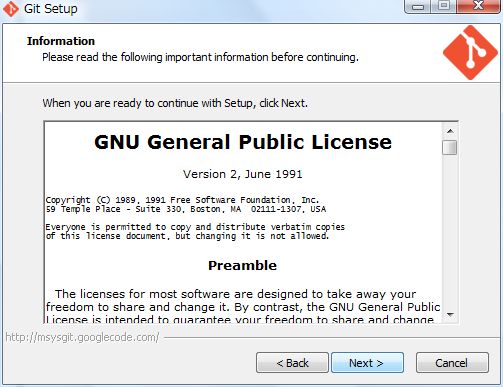 Git Setup
Information
Please read the following important information before continuing.
When you are ready to continue with Setup, click Next.
GNU General Public License
Version 2, June 1991
Copyright (C) 1989, 1991 Free Software Foundation, Inc.
59 Temple Place - Suite 330, Boston, MA 02111-1307, USA
Everyone is permitted to copy and distribute verbatim copies
of this license document, but changing it is not allowed.
Preamble
The licenses for most software are designed to take away your
freedom to share and change it. By contrast, the GNU General Public
License is intended to guarantee your freedom to share and change
http://msysgit.googlecode.com/
< Back
Next >
Cancel